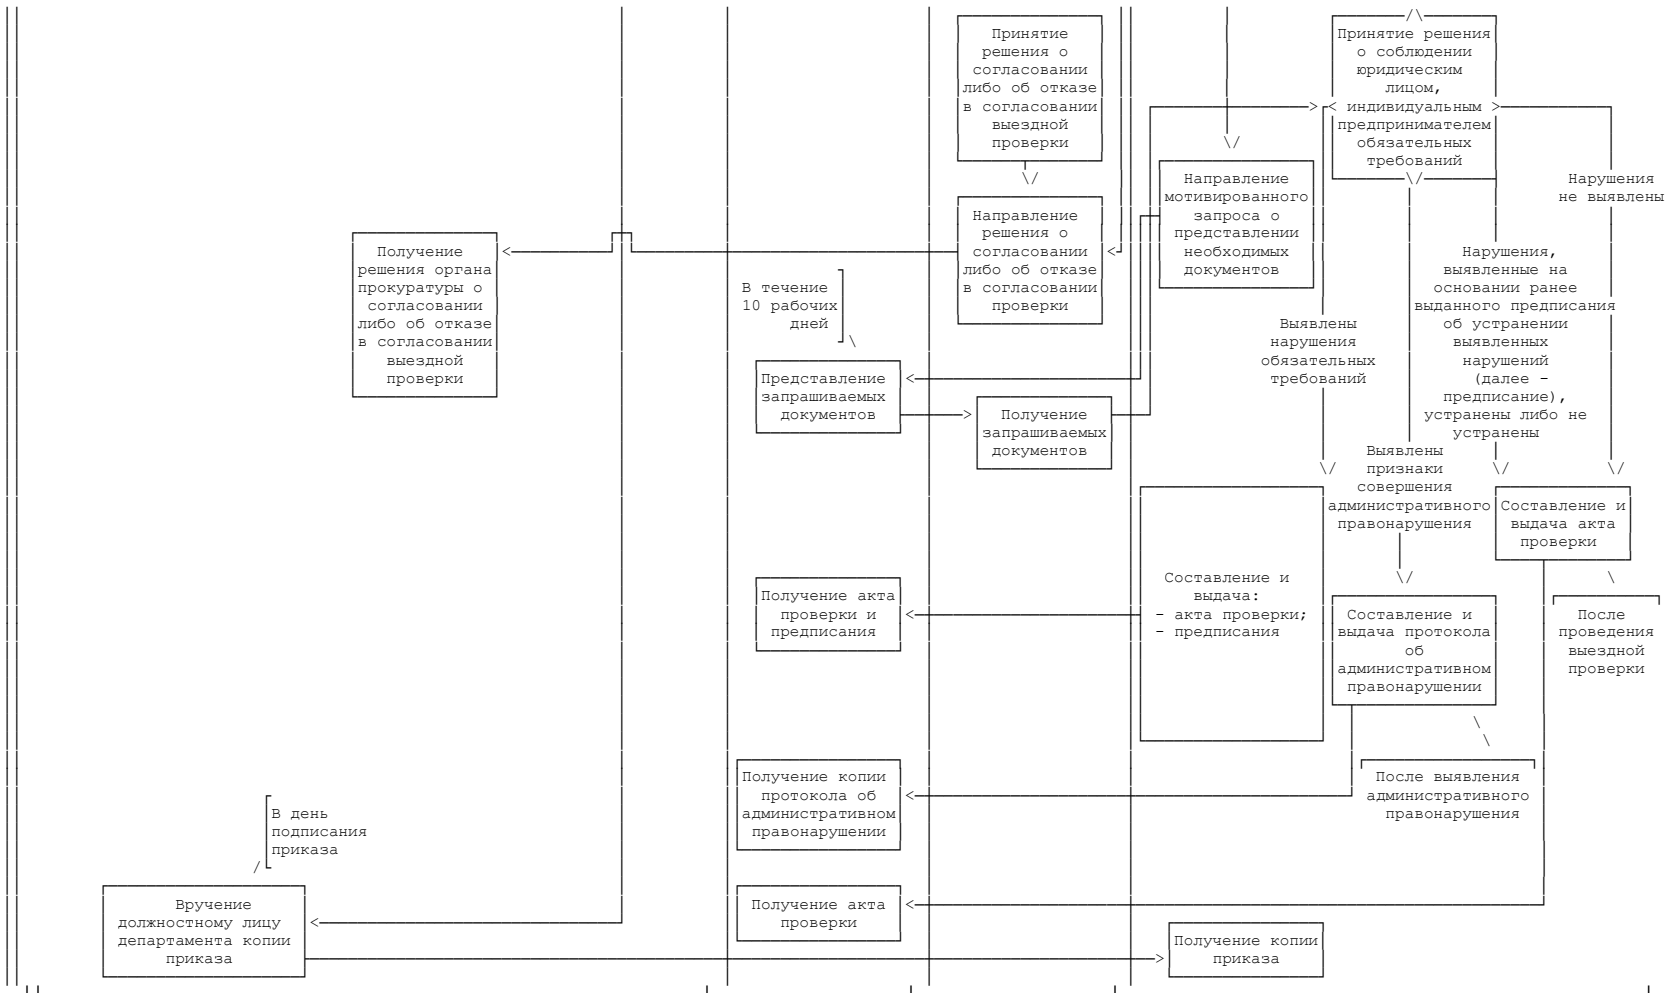 Принятие
решения о
согласовании
либо об отказе
в согласовании
выездной
проверки
Принятие решения
о соблюдении
юридическим
лицом,
индивидуальным
предпринимателем
обязательных
требований
Направление
решения о
согласовании
либо об отказе
в согласовании
проверки
Направление
мотивированного
запроса о
представлении
необходимых
документов
Нарушения
не выявлены
Получение
решения органа
прокуратуры о
согласовании
либо об отказе
в согласовании
выездной
проверки
В течение
10 рабочих
дней
Нарушения,
выявленные на
основании ранее
выданного предписания
об устранении
выявленных
нарушений
(далее -
предписание),
устранены либо не
устранены
Выявлены
нарушения
обязательных
требований
Представление
запрашиваемых
документов
Получение
запрашиваемых
документов
Выявлены
признаки
совершения
административного
правонарушения
Составление и
выдача акта
проверки
Составление и
выдача:
- акта проверки;
- предписания
Получение акта
проверки и
предписания
Составление и
выдача протокола
об
административном
правонарушении
После
проведения
выездной
проверки
Получение копии
протокола об
административном
правонарушении
После выявления
административного
правонарушения
В день
подписания
приказа
Вручение
должностному лицу
департамента копии
приказа
Получение акта
проверки
Получение копии
приказа